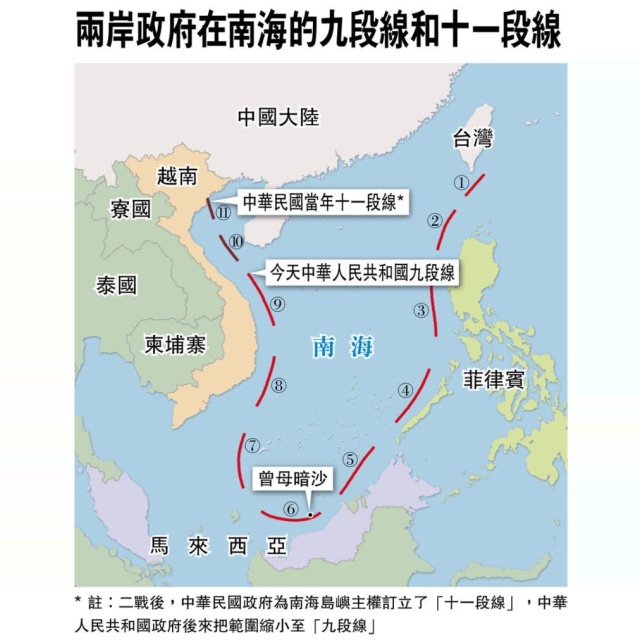 兩岸政府在南海的九段線和十一段線
中國大陸
台灣
①
越南
中華民國當年十一段線*
寮國
⑪
②
⑩
今天中華人民共和國九段線
泰國
⑨
③
柬埔寨
南海
菲律賓
⑧
④
⑦
⑤
曾母暗沙
⑥
馬來西亞
* 註：二戰後，中華民國政府為南海島嶼主權訂立了「十一段線」，中華
人民共和國政府後來把範圍縮小至「九段線」